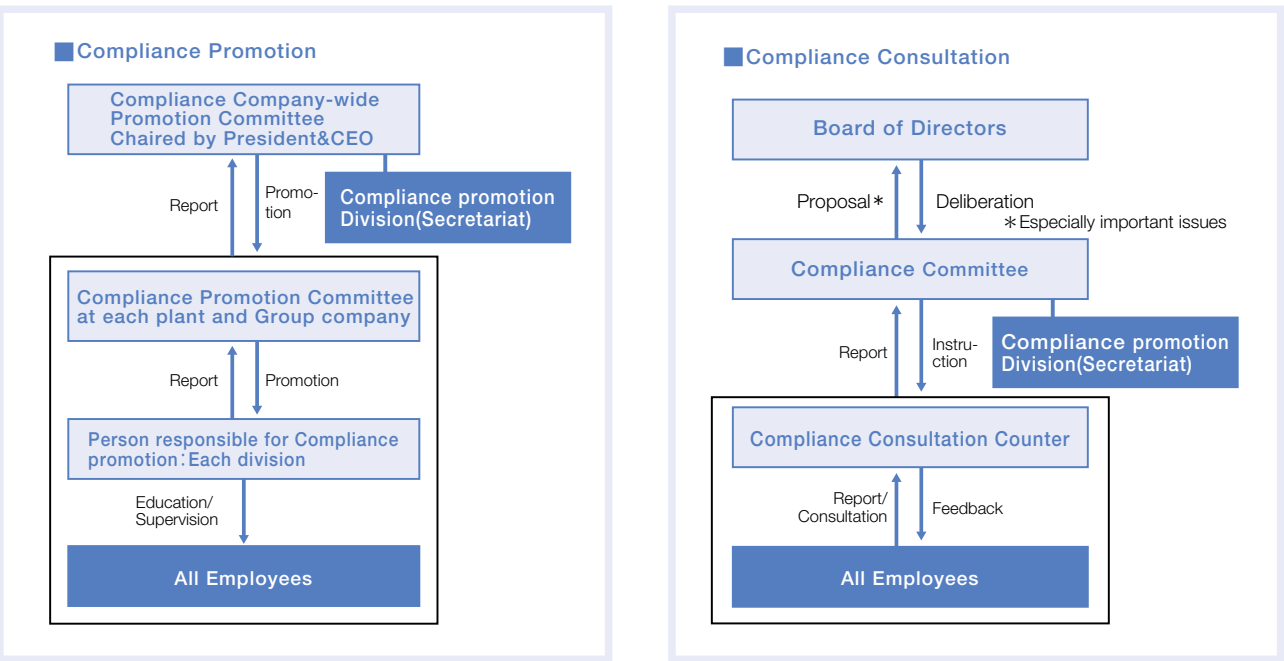 ■Compliance Promotion
Compliance Company-wide
Promotion Committee
Chaired by President&CEO
Report
Promo-
tion
Compliance promotion
Division(Secretariat)
Compliance Promotion Committee
at each plant and Group company
Report
Promotion
Person responsible for Compliance
promotion:Each division
Education/
Supervision
All Employees
■Compliance Consultation
Board of Directors
Proposal*
Deliberation
*Especially important issues
Compliance Committee
Report
Instru-
ction
Compliance promotion
Division(Secretariat)
Compliance Consultation Counter
Report/
Consultation
Feedback
All Employees